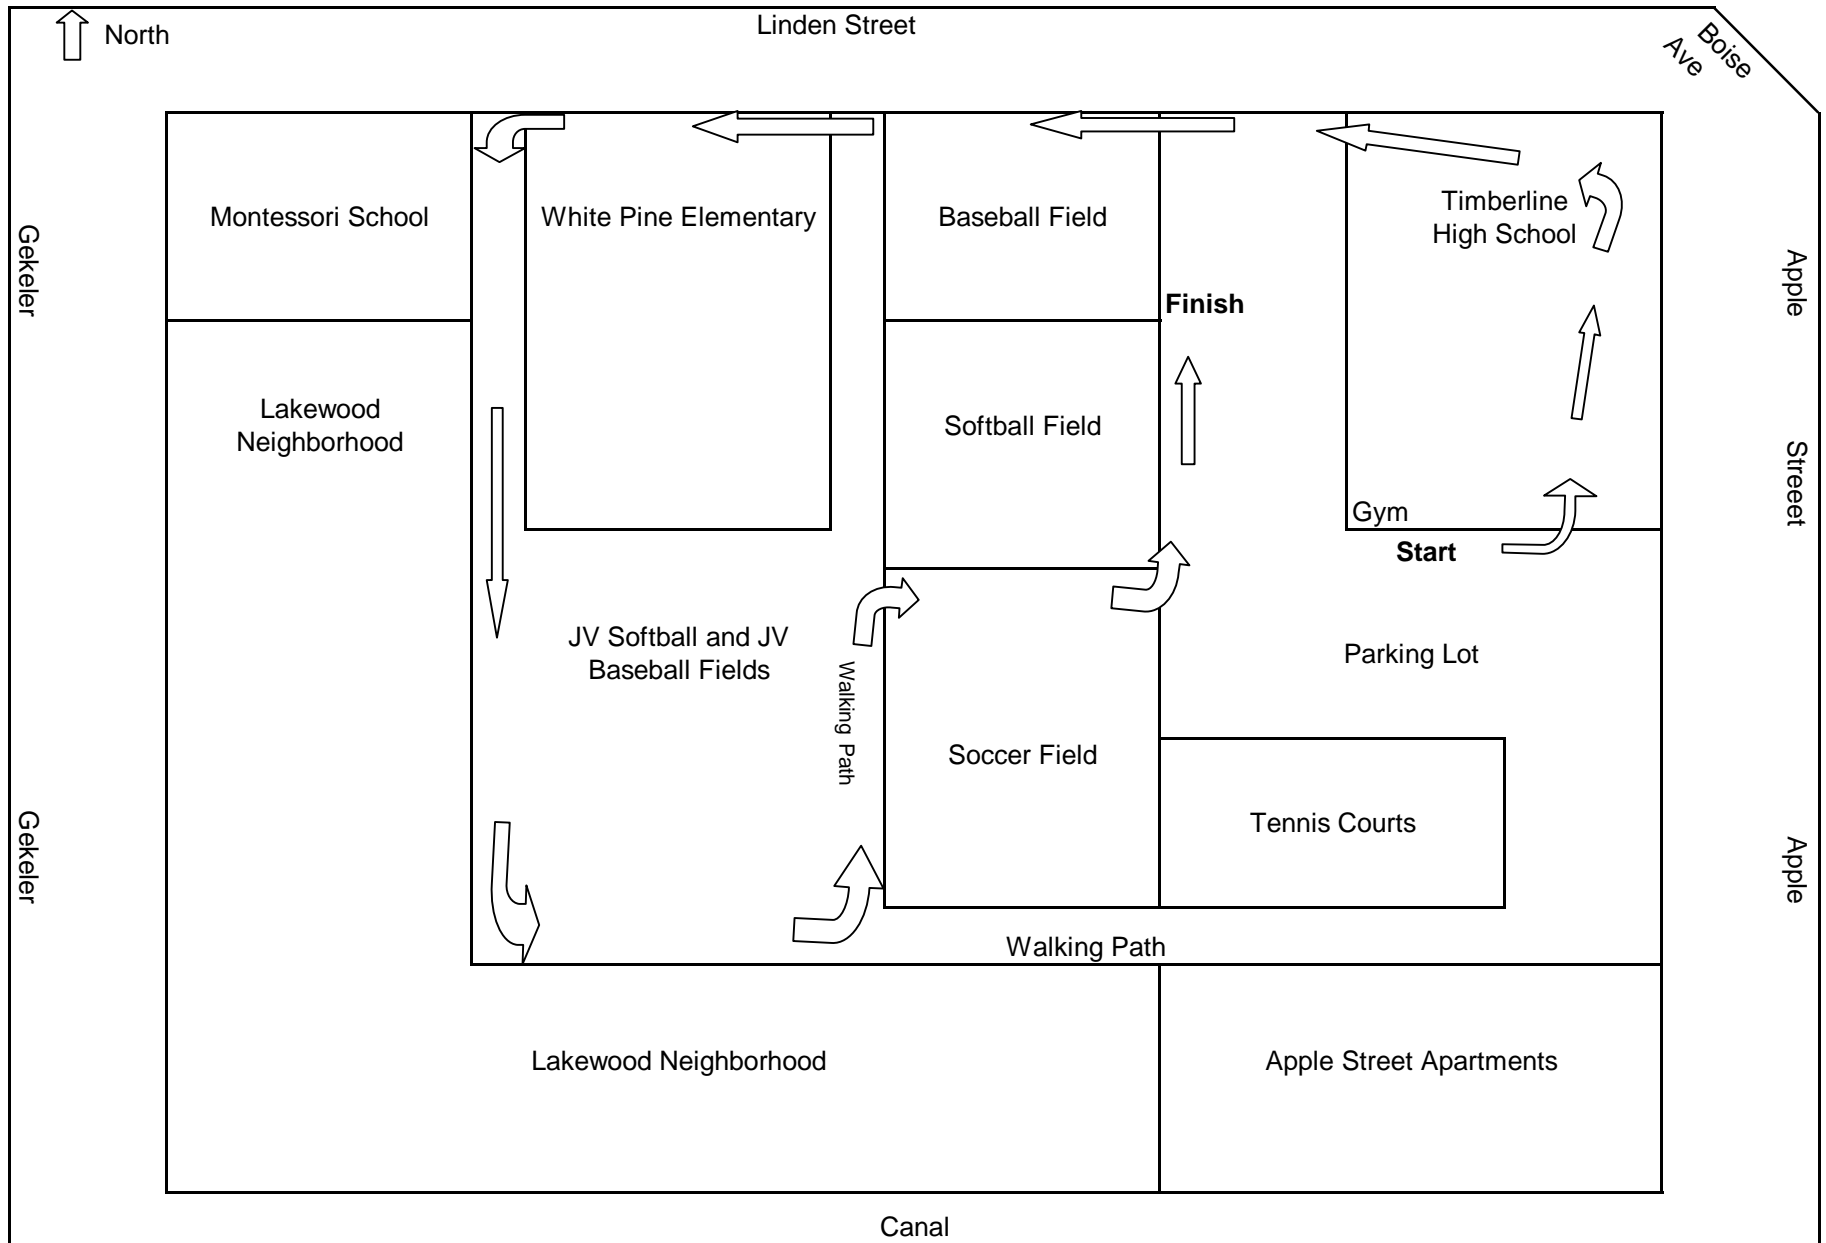 North
Linden Street
Boise
Ave
Montessori School
White Pine Elementary
Baseball Field
Timberline
High School
Gekeler
Apple
Finish
Lakewood
Neighborhood
Softball Field
Streeet
Gym
Start
JV Softball and JV
Baseball Fields
Walking Path
Parking Lot
Soccer Field
Tennis Courts
Gekeler
Apple
Walking Path
Lakewood Neighborhood
Apple Street Apartments
Canal